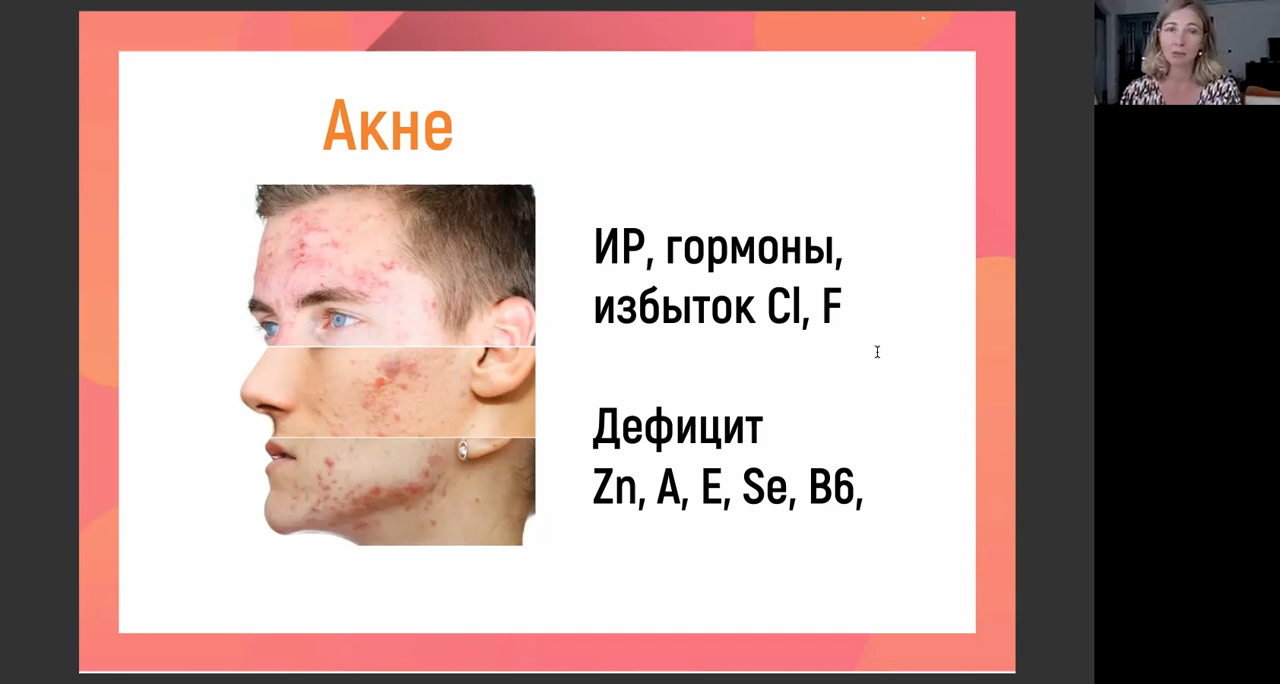 Акне
ИР, гормоны,
избыток Cl, F
Дефицит
Zn, A, E, Se, B6,